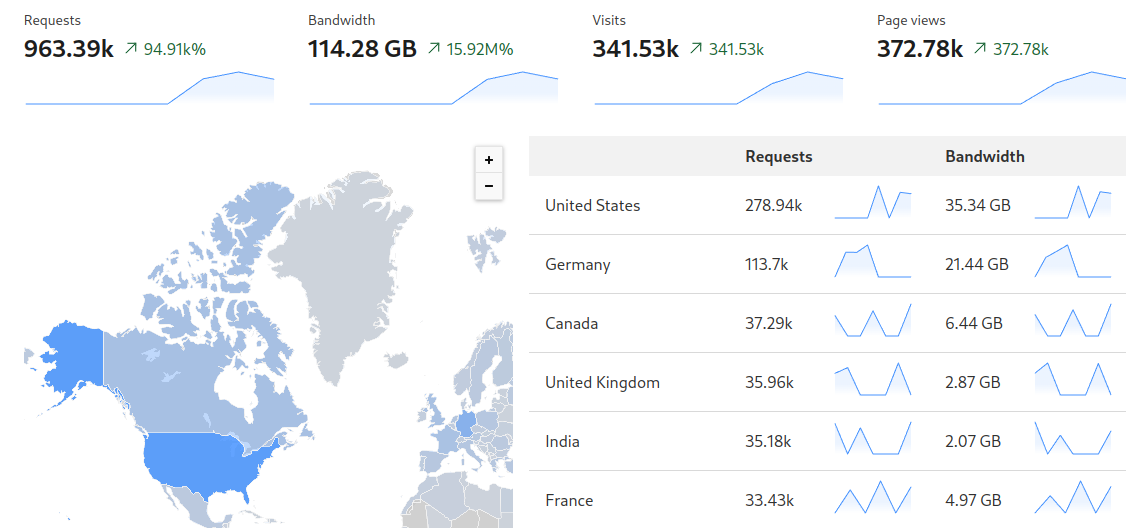 Requests
963.39k ↗ 94.91k%
Bandwidth
114.28 GB ↗ 15.92M%
Visits
341.53k ↗ 341.53k
Page views
372.78k ↗ 372.78k
+
−
Requests Bandwidth
United States 278.94k 35.34 GB
Germany 113.7k 21.44 GB
Canada 37.29k 6.44 GB
United Kingdom 35.96k 2.87 GB
India 35.18k 2.07 GB
France 33.43k 4.97 GB